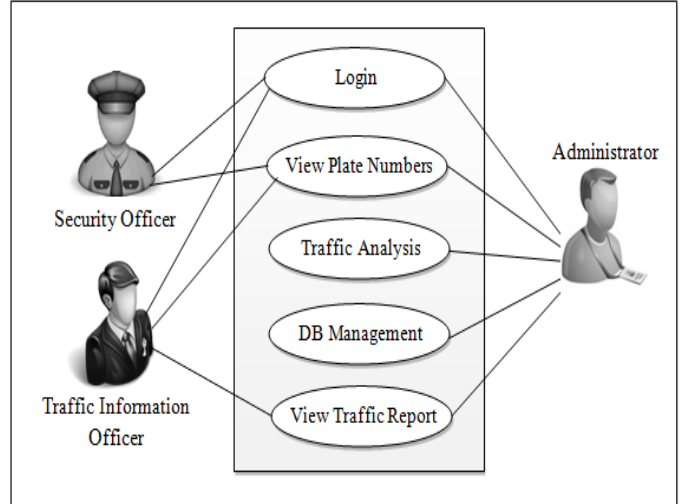 Login
View Plate Numbers
Administrator
Security Officer
Traffic Analysis
DB Management
Traffic Information
Officer
View Traffic Report